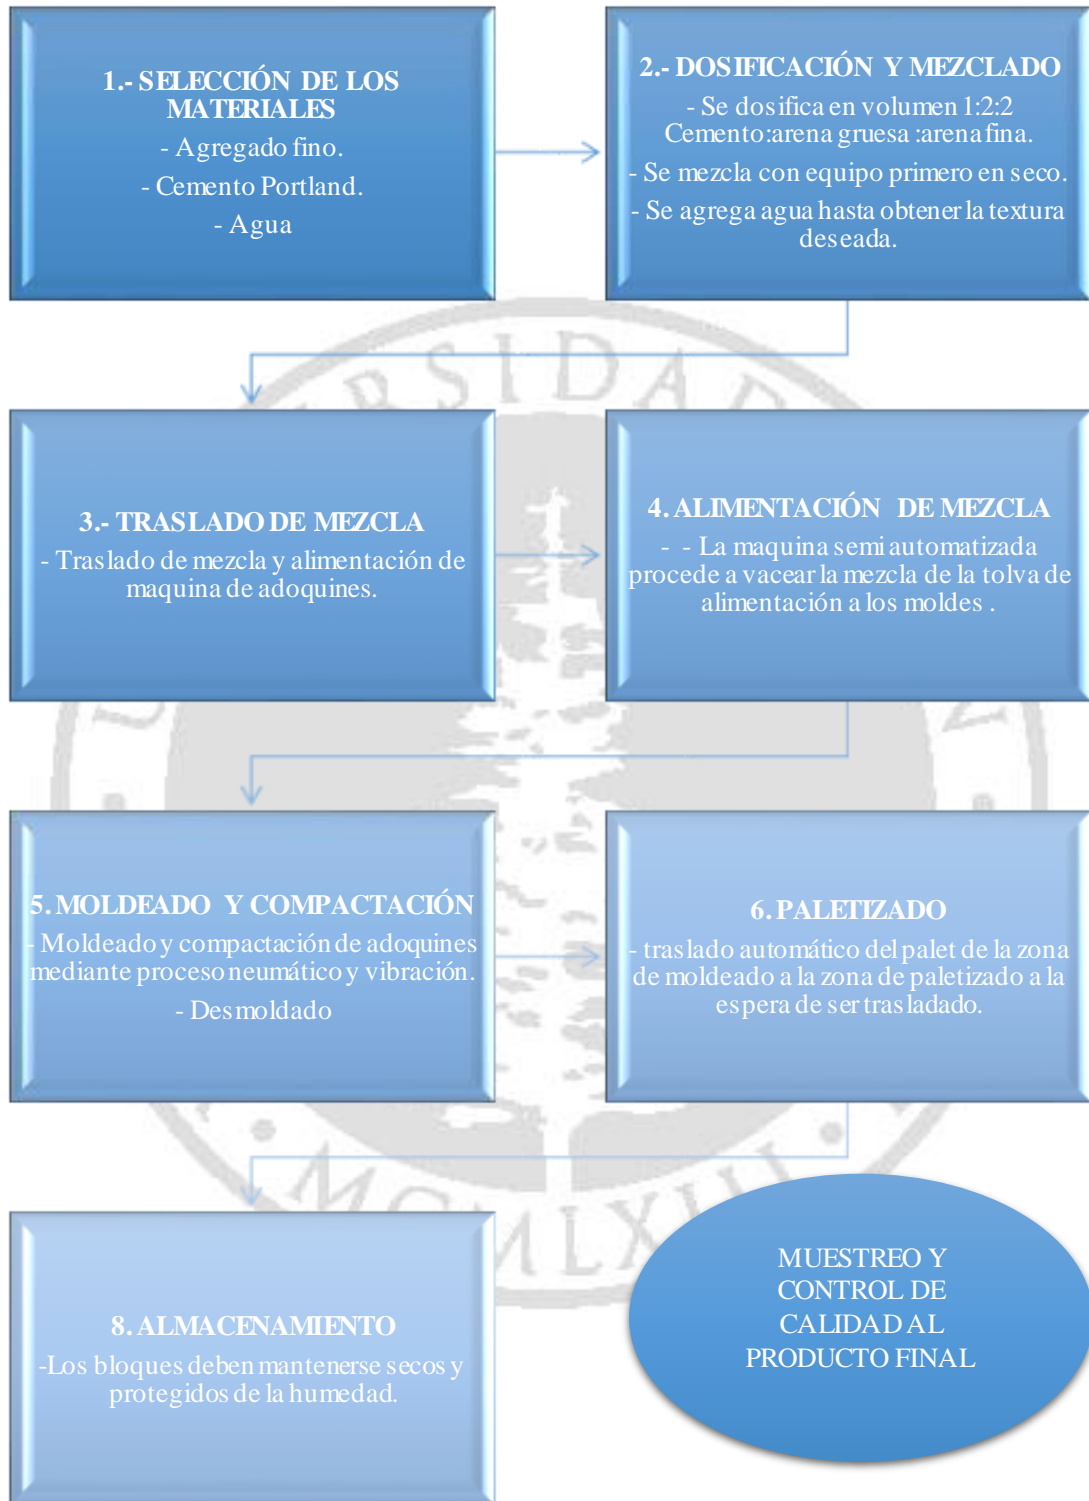 1.- SELECCIÓN DE LOS
MATERIALES
- Agregado fino.
- Cemento Portland.
- Agua
2.- DOSIFICACIÓN Y MEZCLADO
- Se dosifica en volumen 1:2:2
Cemento:arena gruesa :arena fina.
- Se mezcla con equipo primero en seco.
- Se agrega agua hasta obtener la textura
deseada.
3.- TRASLADO DE MEZCLA
- Traslado de mezcla y alimentación de
maquina de adoquines.
4. ALIMENTACIÓN DE MEZCLA
- - La maquina semi automatizada
procede a vacear la mezcla de la tolva de
alimentación a los moldes .
5. MOLDEADO Y COMPACTACIÓN
- Moldeado y compactación de adoquines
mediante proceso neumático y vibración.
- Desmoldado
6. PALETIZADO
- traslado automático del palet de la zona
de moldeado a la zona de paletizado a la
espera de ser trasladado.
8. ALMACENAMIENTO
-Los bloques deben mantenerse secos y
protegidos de la humedad.
MUESTREO Y
CONTROL DE
CALIDAD AL
PRODUCTO FINAL
MCMLXIII